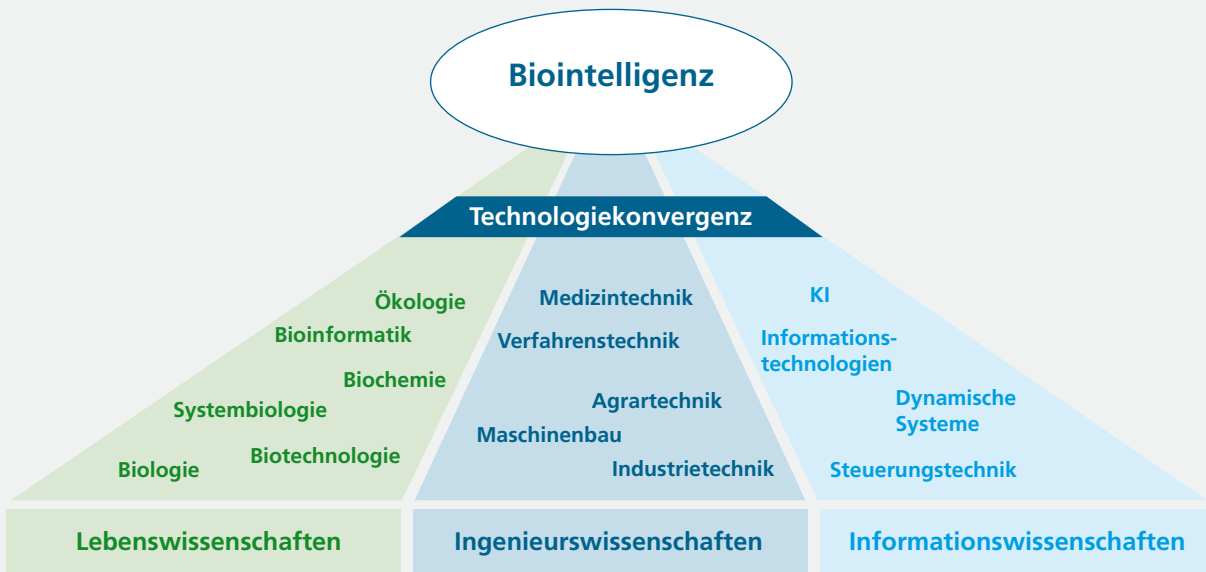 Biointelligenz
Technologiekonvergenz
Ökologie
Bioinformatik
Biochemie
Systembiologie
Biotechnologie
Biologie
Medizintechnik
Verfahrenstechnik
Agrartechnik
Maschinenbau
Industrietechnik
KI
Informations-
technologien
Dynamische
Systeme
Steuerungstechnik
Lebenswissenschaften
Ingenieurswissenschaften
Informationswissenschaften